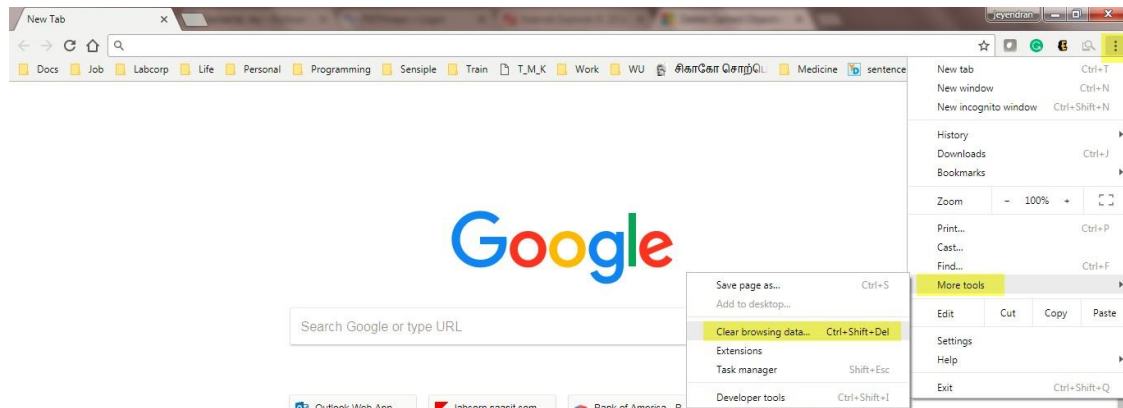 New Tab
jeyendran
Docs Job Labcorp Life Personal Programming Sensiple Train T_M_K Work WU சிகாகோ Medicine sentence
New tab Ctrl+T
New window Ctrl+N
New incognito window Ctrl+Shift+N
History
Downloads Ctrl+J
Bookmarks
Zoom - 100% +
Print... Ctrl+P
Cast...
Find... Ctrl+F
More tools
Edit Cut Copy Paste
Settings
Help
Exit Ctrl+Shift+Q
Google
Search Google or type URL
Save page as... Ctrl+S
Add to desktop...
Clear browsing data... Ctrl+Shift+Del
Extensions
Task manager Shift+Esc
Developer tools Ctrl+Shift+I
Outlook Web App
labcorp.saasit.com
Bank of America